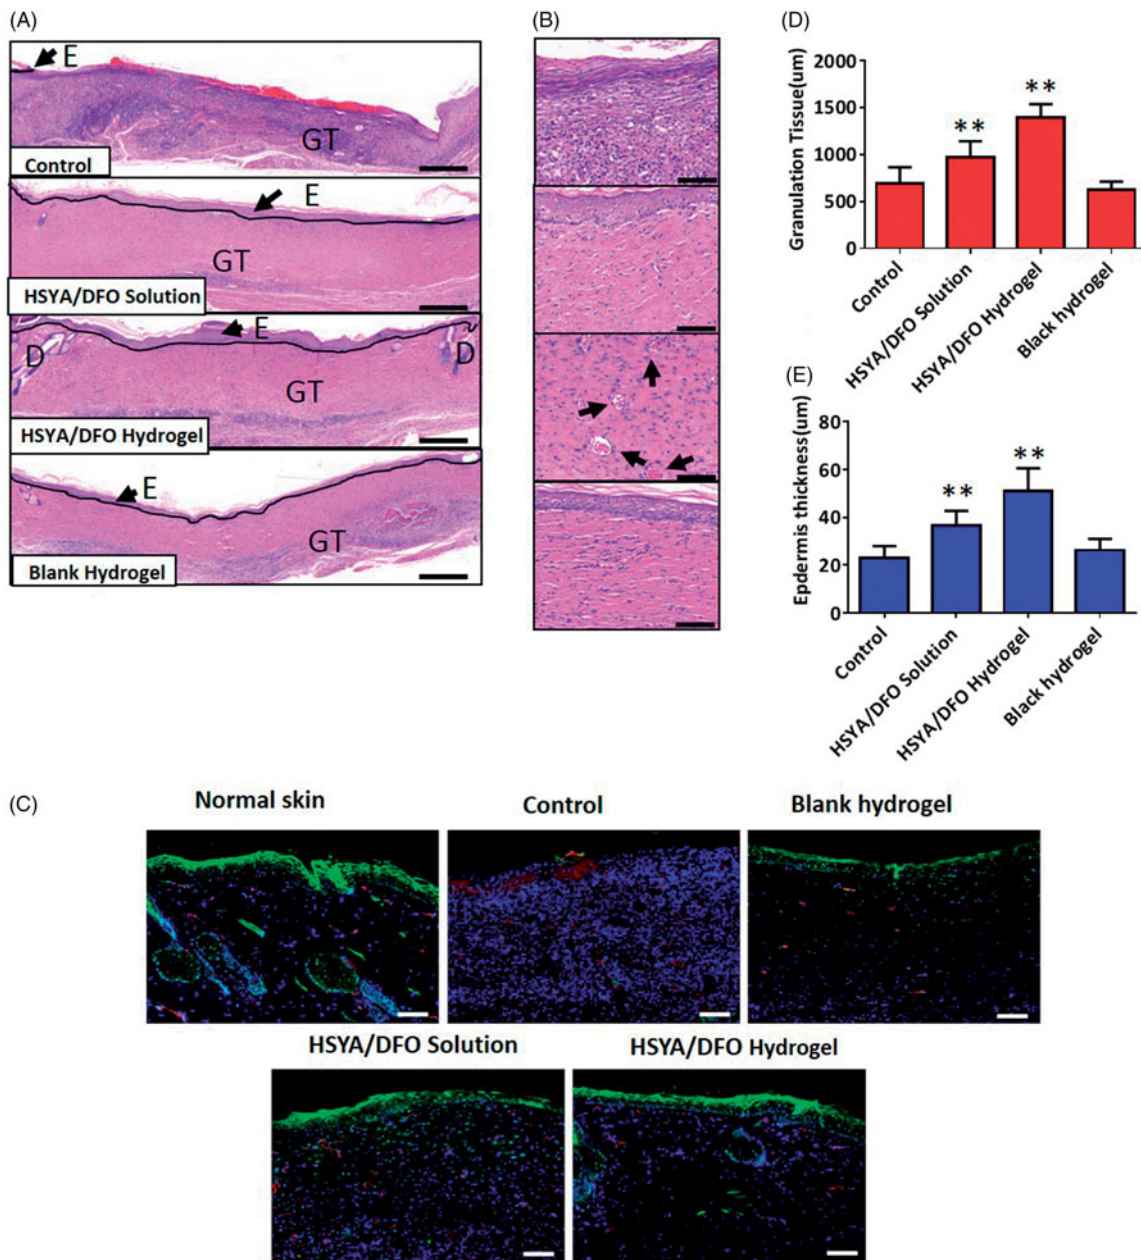 (A)
E
GT
Control
E
GT
HSYA/DFO Solution
E
D
D
GT
HSYA/DFO Hydrogel
E
GT
Blank Hydrogel
(B)
(D)
Granulation Tissue(um)
2000
1500
1000
500
0
**
**
Control
HSYA/DFO Solution
HSYA/DFO Hydrogel
Black hydrogel
(E)
Epdermis thickness(um)
80
60
40
20
0
**
**
Control
HSYA/DFO Solution
HSYA/DFO Hydrogel
Black hydrogel
(C)
Normal skin
Control
Blank hydrogel
HSYA/DFO Solution
HSYA/DFO Hydrogel